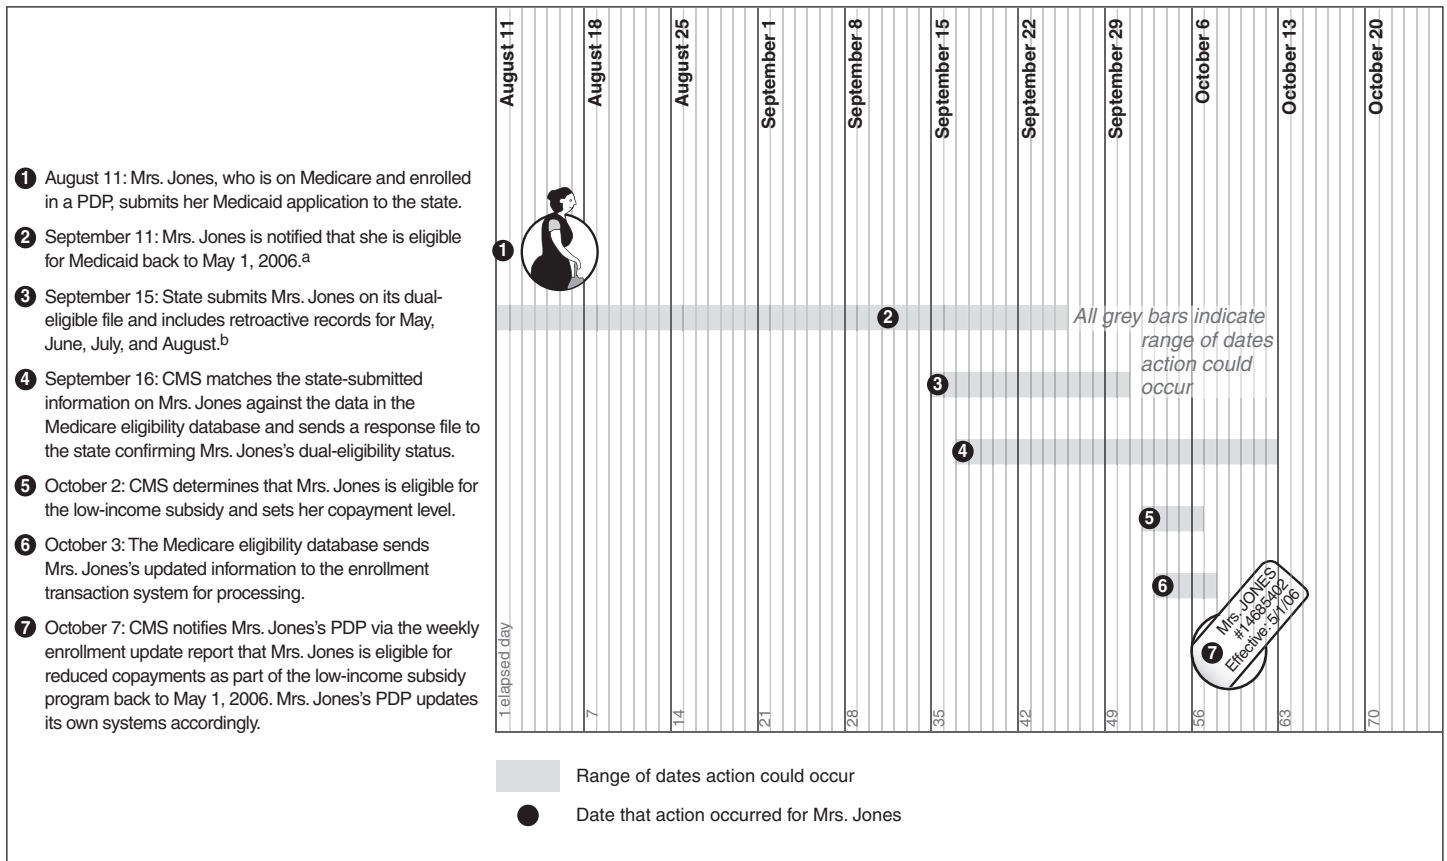 August 11
August 18
August 25
September 1
September 8
September 15
September 22
September 29
October 6
October 13
October 20
1 August 11: Mrs. Jones, who is on Medicare and enrolled
in a PDP, submits her Medicaid application to the state.
2 September 11: Mrs. Jones is notified that she is eligible
for Medicaid back to May 1, 2006.a
3 September 15: State submits Mrs. Jones on its dual-
eligible file and includes retroactive records for May,
June, July, and August.b
4 September 16: CMS matches the state-submitted
information on Mrs. Jones against the data in the
Medicare eligibility database and sends a response file to
the state confirming Mrs. Jones's dual-eligibility status.
5 October 2: CMS determines that Mrs. Jones is eligible for
the low-income subsidy and sets her copayment level.
6 October 3: The Medicare eligibility database sends
Mrs. Jones's updated information to the enrollment
transaction system for processing.
7 October 7: CMS notifies Mrs. Jones's PDP via the weekly
enrollment update report that Mrs. Jones is eligible for
reduced copayments as part of the low-income subsidy
program back to May 1, 2006. Mrs. Jones's PDP updates
its own systems accordingly.
1
2
All grey bars indicate
range of dates
action could
occur
3
4
5
6
7
Mrs. JONES
#14685402
Effective: 5/1/06
1 elapsed day
7
14
21
28
35
42
49
56
63
70
Range of dates action could occur
Date that action occurred for Mrs. Jones